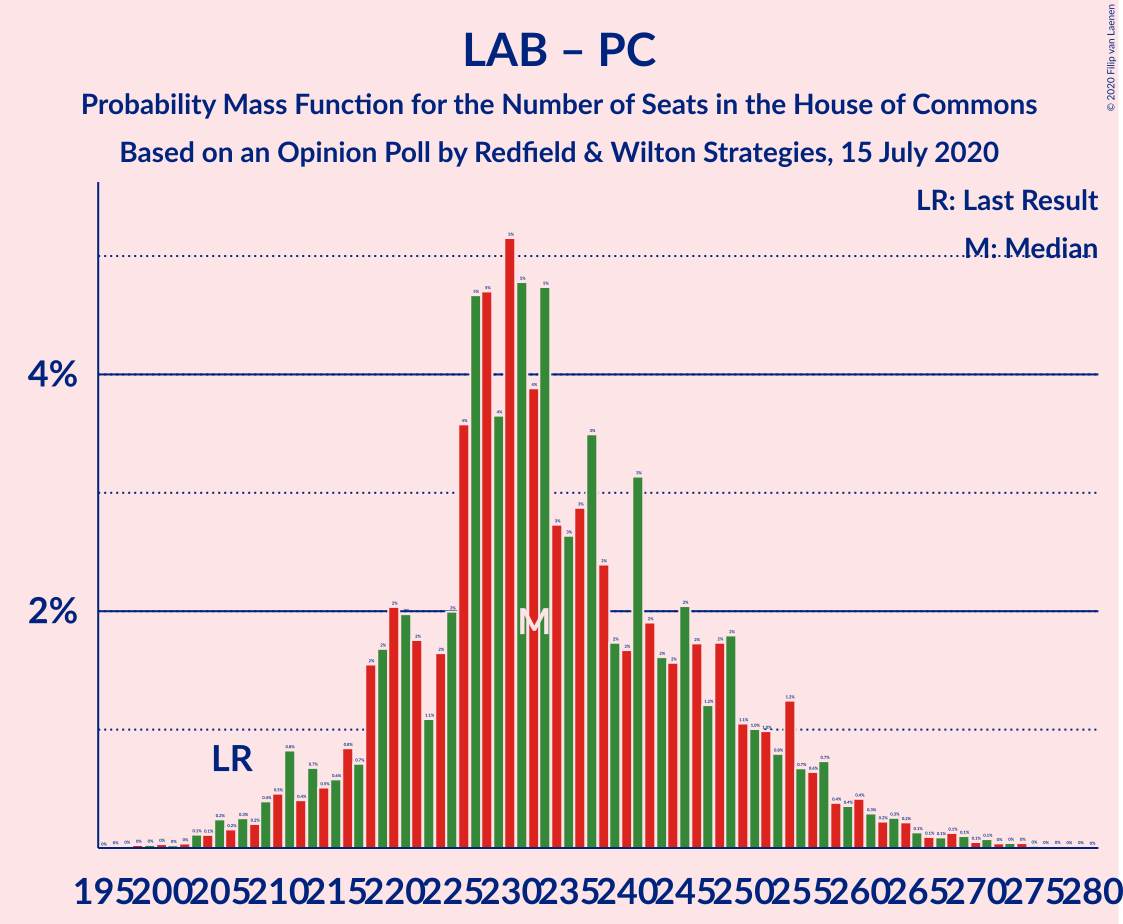 LAB – PC
Probability Mass Function for the Number of Seats in the House of Commons
Based on an Opinion Poll by Redfield & Wilton Strategies, 15 July 2020
© 2020 Filip van Laenen
LR: Last Result
M: Median
4%
2%
LR
M
195 200 205 210 215 220 225 230 235 240 245 250 255 260 265 270 275 280